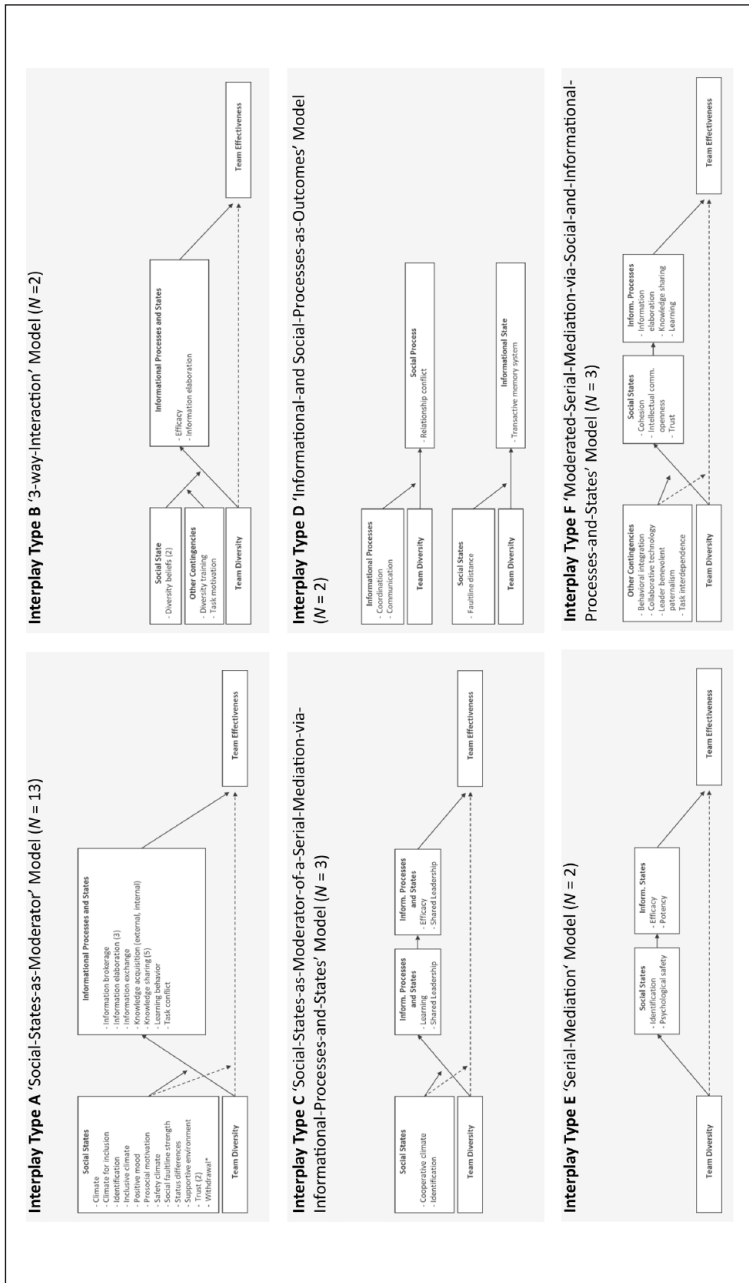 Interplay Type A 'Social-States-as-Moderator' Model (N = 13)
Social States
- Climate
- Climate for inclusion
- Identification
- Inclusive climate
- Positive mood
- Prosocial motivation
- Safety climate
- Social faultline strength
- Status differences
- Supportive environment
- Trust (2)
- Withdrawal*
Team Diversity
Informational Processes and States
- Information brokerage
- Information elaboration (3)
- Information exchange
- Knowledge acquisition (external, internal)
- Knowledge sharing (5)
- Learning behavior
- Task conflict
Team Effectiveness
Interplay Type B '3-way-Interaction' Model (N =2)
Social State
- Diversity beliefs (2)
Other Contingencies
- Diversity training
- Task motivation
Team Diversity
Informational Processes and States
- Efficacy
- Information elaboration
Team Effectiveness
Interplay Type C 'Social-States-as-Moderator-of-a-Serial-Mediation-via-
Informational-Processes-and-States' Model (N = 3)
Social States
- Cooperative climate
- Identification
Team Diversity
Inform. Processes
and States
- Learning
- Shared Leadership
Inform. Processes
and States
- Efficacy
- Shared Leadership
Team Effectiveness
Interplay Type D 'Informational-and Social-Processes-as-Outcomes' Model
(N = 2)
Informational Processes
- Coordination
- Communication
Team Diversity
Social Process
- Relationship conflict
Social States
- Faultline distance
Team Diversity
Informational State
- Transactive memory system
Interplay Type E 'Serial-Mediation' Model (N = 2)
Team Diversity
Social States
- Identification
- Psychological safety
Inform. States
- Efficacy
- Potency
Team Effectiveness
Interplay Type F 'Moderated-Serial-Mediation-via-Social-and-Informational-
Processes-and-States' Model (N = 3)
Other Contingencies
- Behavioral integration
- Collaborative technology
- Leader benevolent
paternalism
- Task interdependence
Team Diversity
Social States
- Cohesion
- Intellectual comm.
openness
- Trust
Inform. Processes
- Information
elaboration
- Knowledge sharing
- Learning
Team Effectiveness